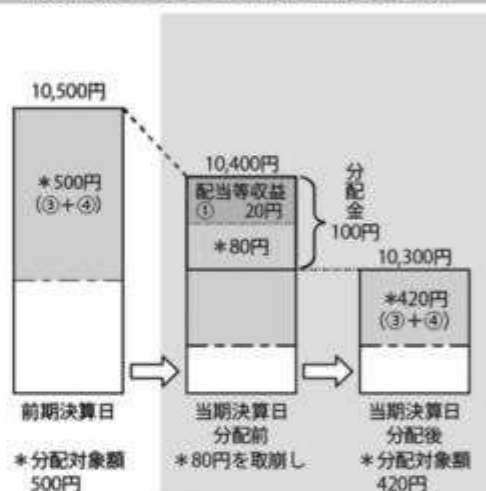 10,500円
*500円
(③+④)
10,400円
配当等収益
① 20円
*80円
分配金
100円
10,300円
*420円
(③+④)
前期決算日
*分配対象額
500円
当期決算日
分配前
*80円を取崩し
当期決算日
分配後
*分配対象額
420円